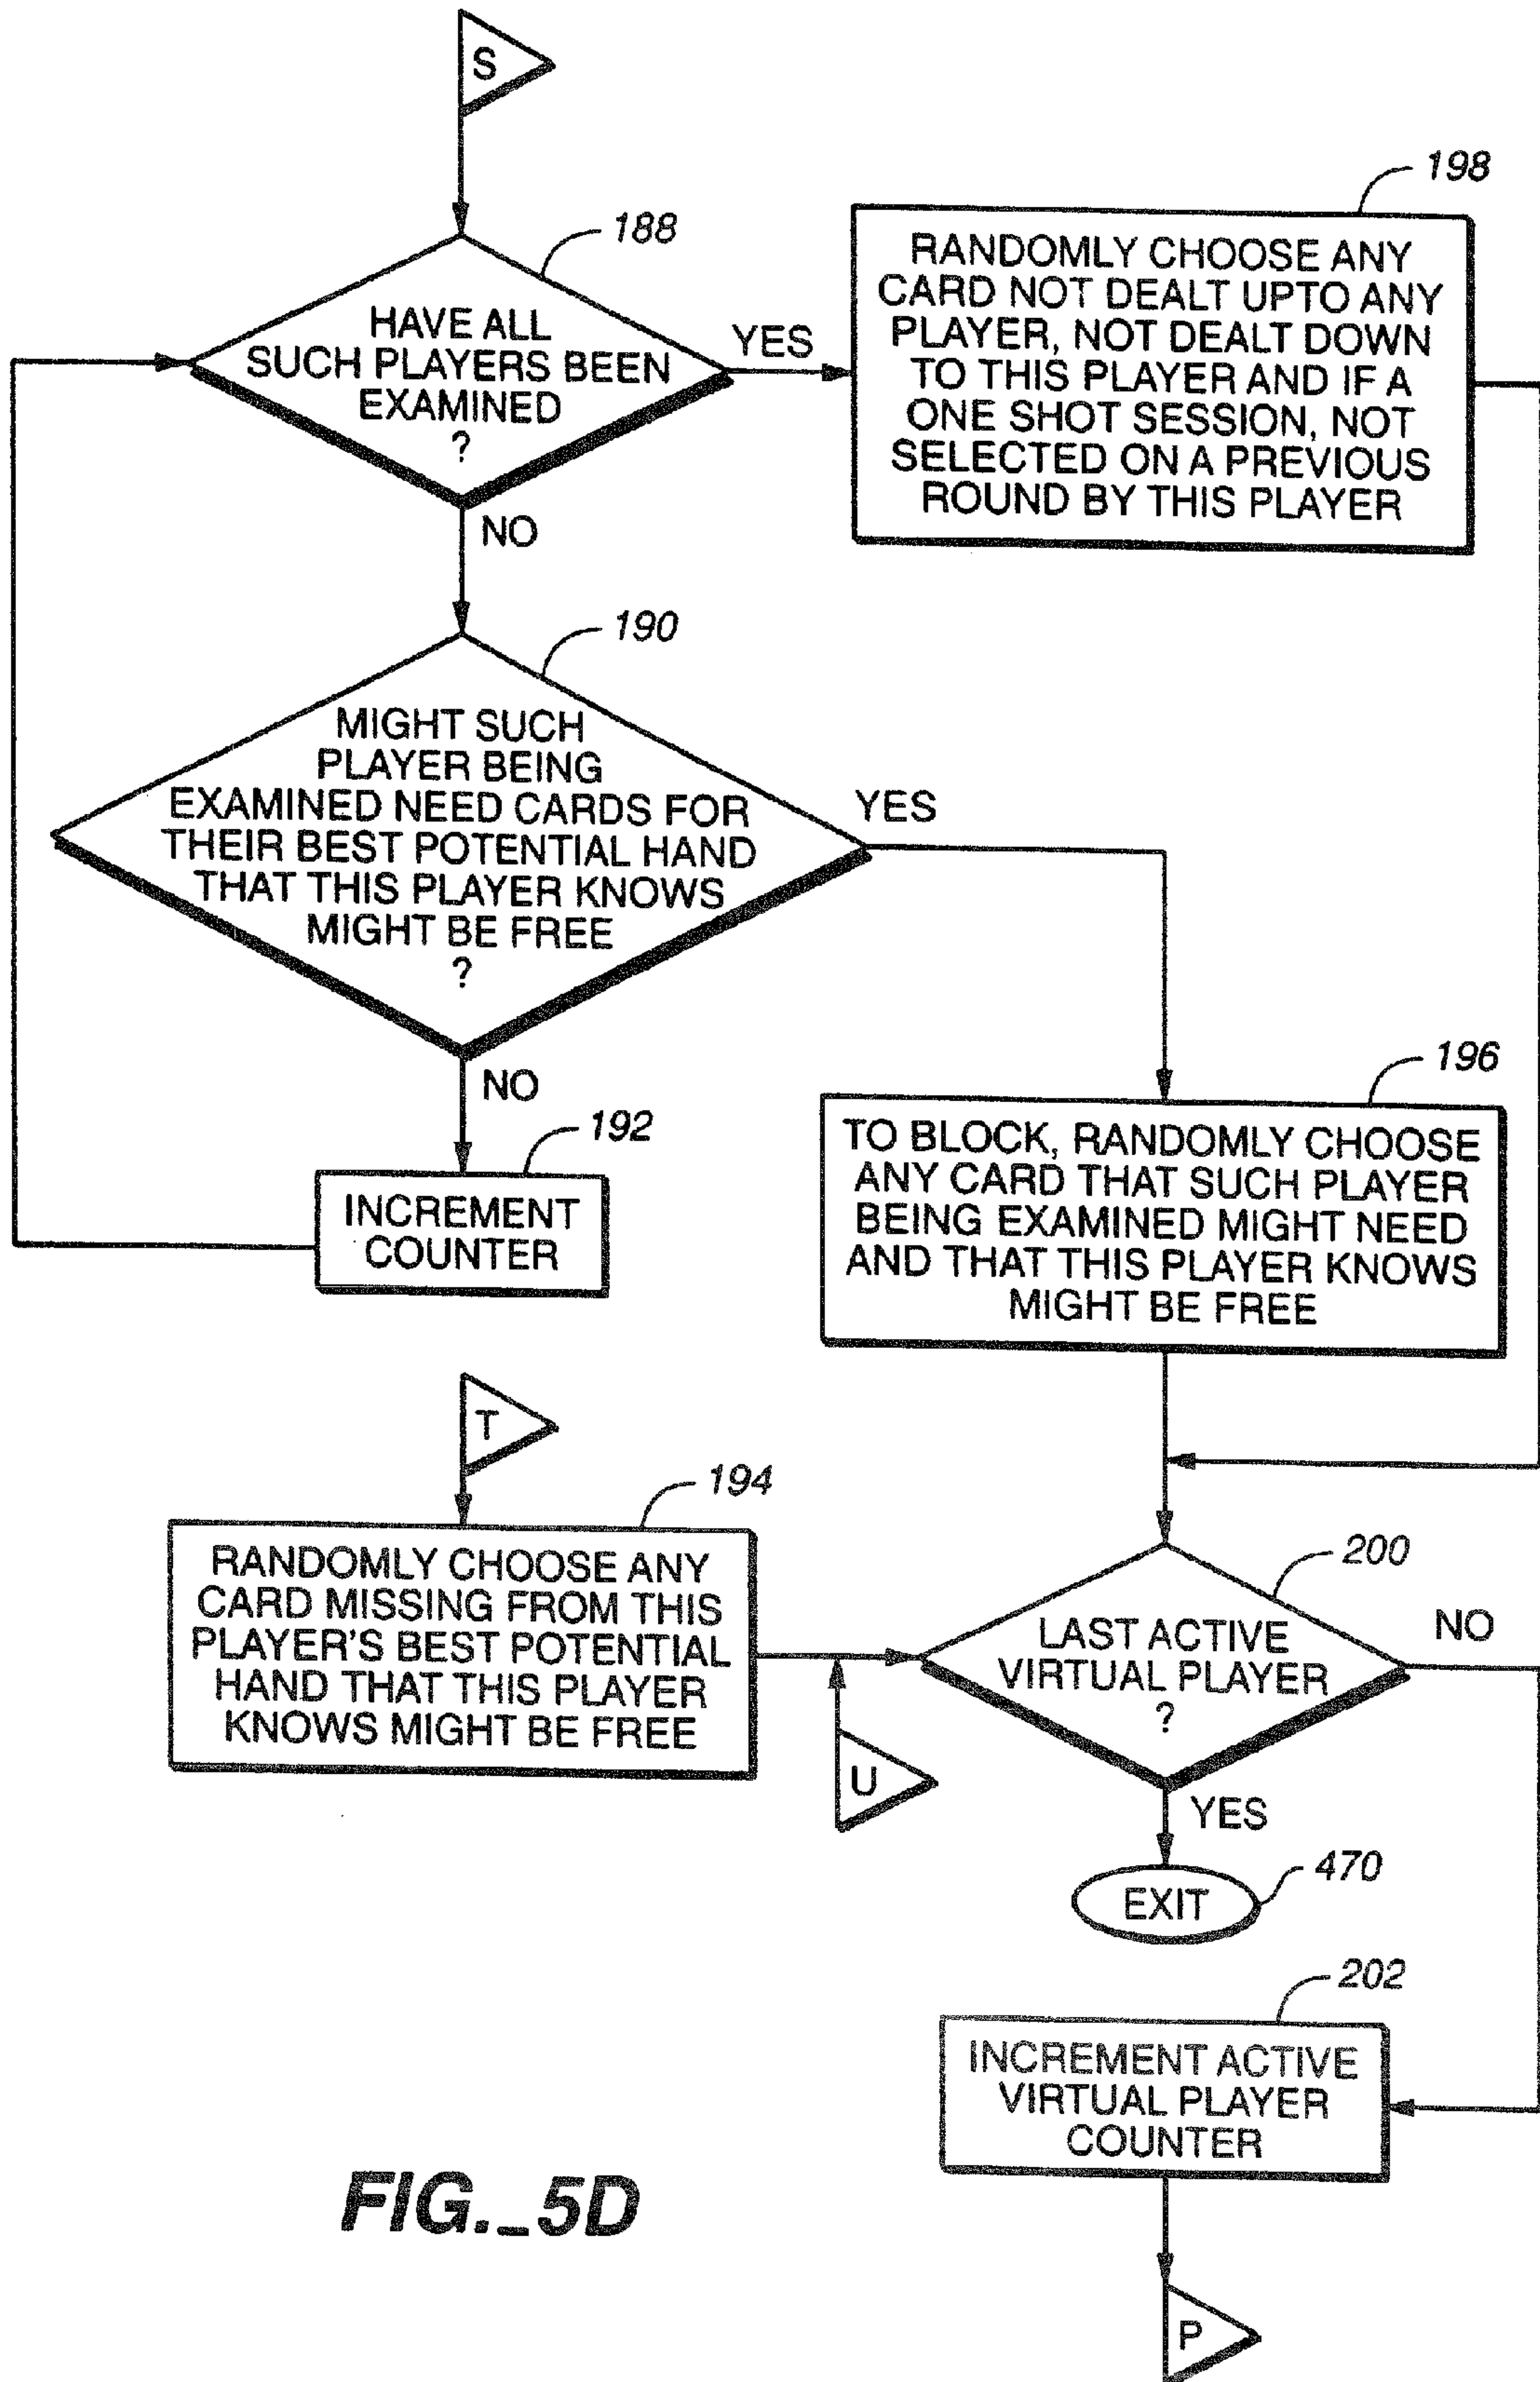 S
188
HAVE ALL
SUCH PLAYERS BEEN
EXAMINED
?
YES
NO
198
RANDOMLY CHOOSE ANY
CARD NOT DEALT UPTO ANY
PLAYER, NOT DEALT DOWN
TO THIS PLAYER AND IF A
ONE SHOT SESSION, NOT
SELECTED ON A PREVIOUS
ROUND BY THIS PLAYER
190
MIGHT SUCH
PLAYER BEING
EXAMINED NEED CARDS FOR
THEIR BEST POTENTIAL HAND
THAT THIS PLAYER KNOWS
MIGHT BE FREE
?
YES
NO
192
INCREMENT
COUNTER
196
TO BLOCK, RANDOMLY CHOOSE
ANY CARD THAT SUCH PLAYER
BEING EXAMINED MIGHT NEED
AND THAT THIS PLAYER KNOWS
MIGHT BE FREE
T
194
RANDOMLY CHOOSE ANY
CARD MISSING FROM THIS
PLAYER'S BEST POTENTIAL
HAND THAT THIS PLAYER
KNOWS MIGHT BE FREE
U
200
LAST ACTIVE
VIRTUAL PLAYER
?
NO
YES
EXIT
470
202
INCREMENT ACTIVE
VIRTUAL PLAYER
COUNTER
P
FIG._5D